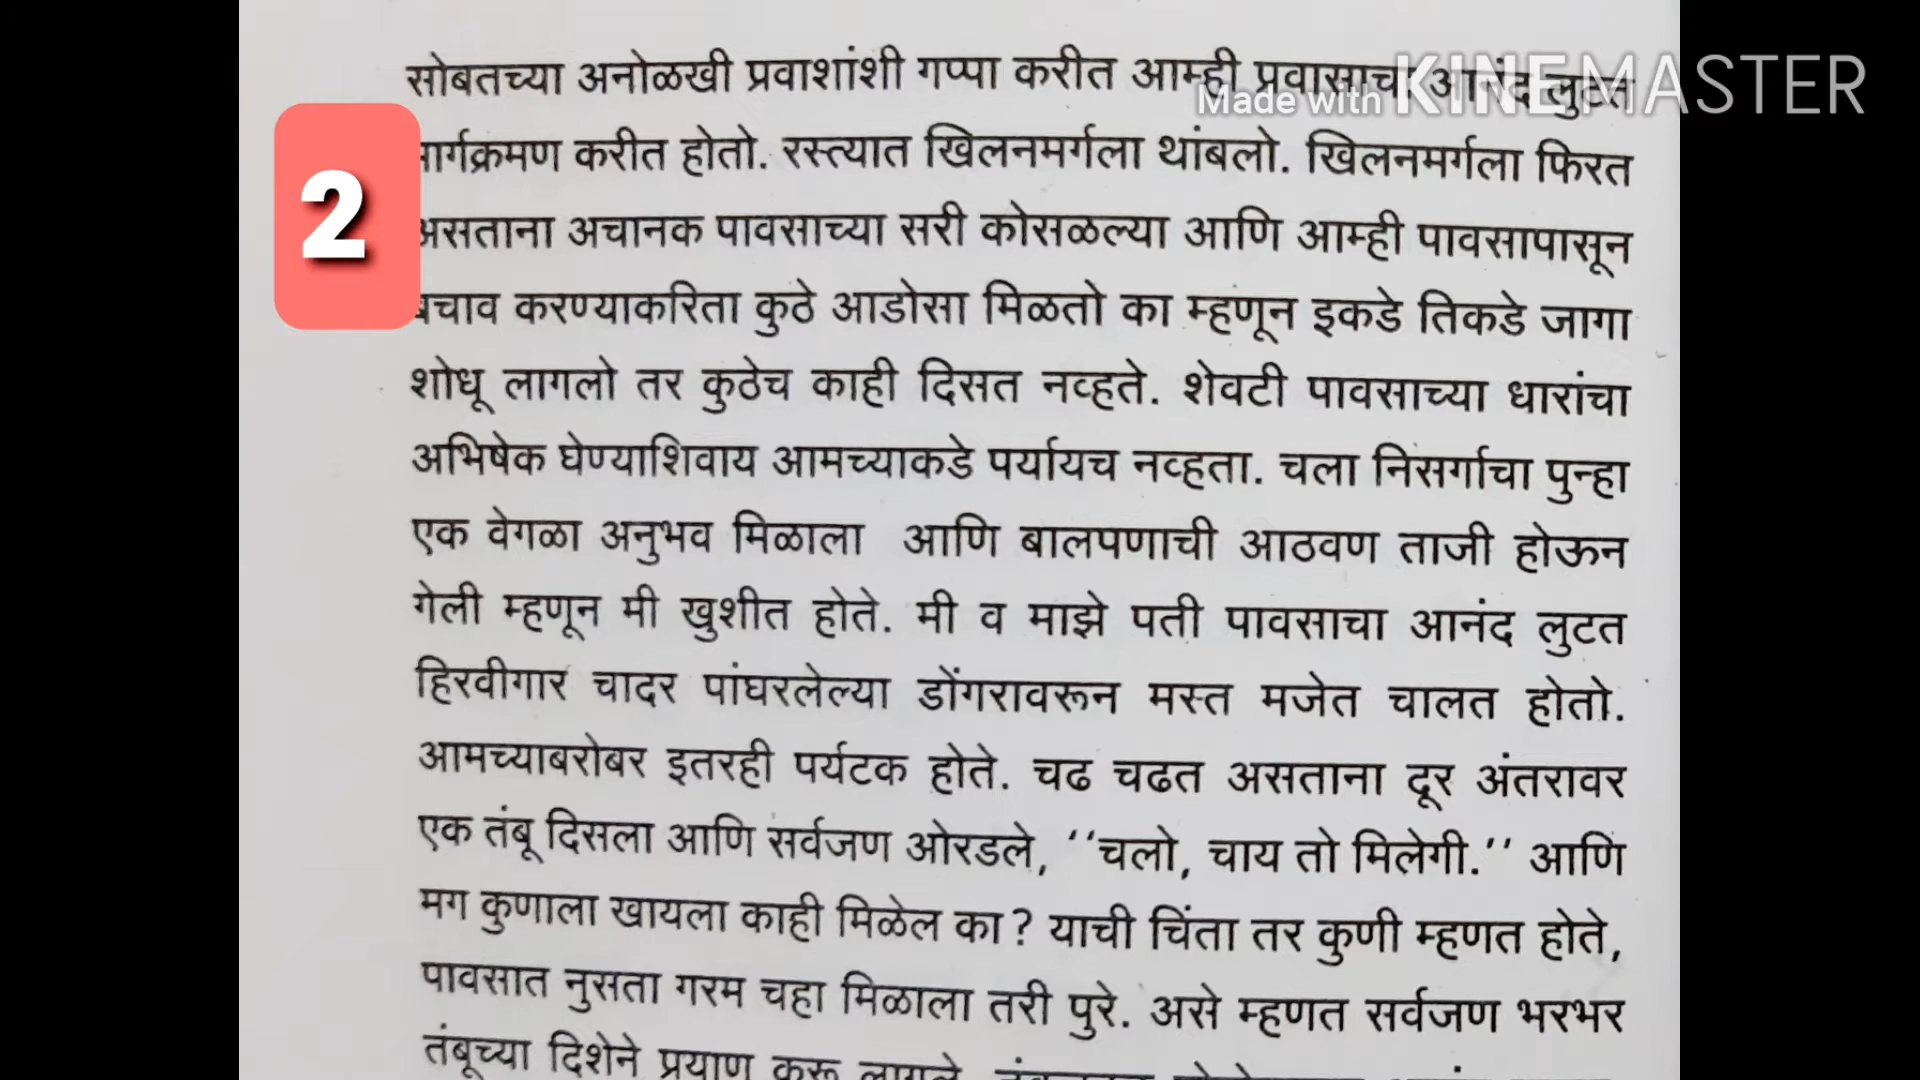 सोबतच्या अनोळखी प्रवाशांशी गप्पा करीत आम्ही प्रवासाचा आनंद लुटत
Made with KINEMASTER
2
मार्गक्रमण करीत होतो. रस्त्यात खिलनमर्गला थांबलो. खिलनमर्गला फिरत
असताना अचानक पावसाच्या सरी कोसळल्या आणि आम्ही पावसापासून
बचाव करण्याकरिता कुठे आडोसा मिळतो का म्हणून इकडे तिकडे जागा
शोधू लागलो तर कुठेच काही दिसत नव्हते. शेवटी पावसाच्या धारांचा
अभिषेक घेण्याशिवाय आमच्याकडे पर्यायच नव्हता. चला निसर्गाचा पुन्हा
एक वेगळा अनुभव मिळाला आणि बालपणाची आठवण ताजी होऊन
गेली म्हणून मी खुशीत होते. मी व माझे पती पावसाचा आनंद लुटत
हिरवीगार चादर पांघरलेल्या डोंगरावरून मस्त मजेत चालत होतो.
आमच्याबरोबर इतरही पर्यटक होते. चढ चढत असताना दूर अंतरावर
एक तंबू दिसला आणि सर्वजण ओरडले, ‘‘चलो, चाय तो मिलेगी.’’ आणि
मग कुणाला खायला काही मिळेल का? याची चिंता तर कुणी म्हणत होते,
पावसात नुसता गरम चहा मिळाला तरी पुरे. असे म्हणत सर्वजण भरभर
तंबूच्या दिशेने प्रयाण करू लागले.